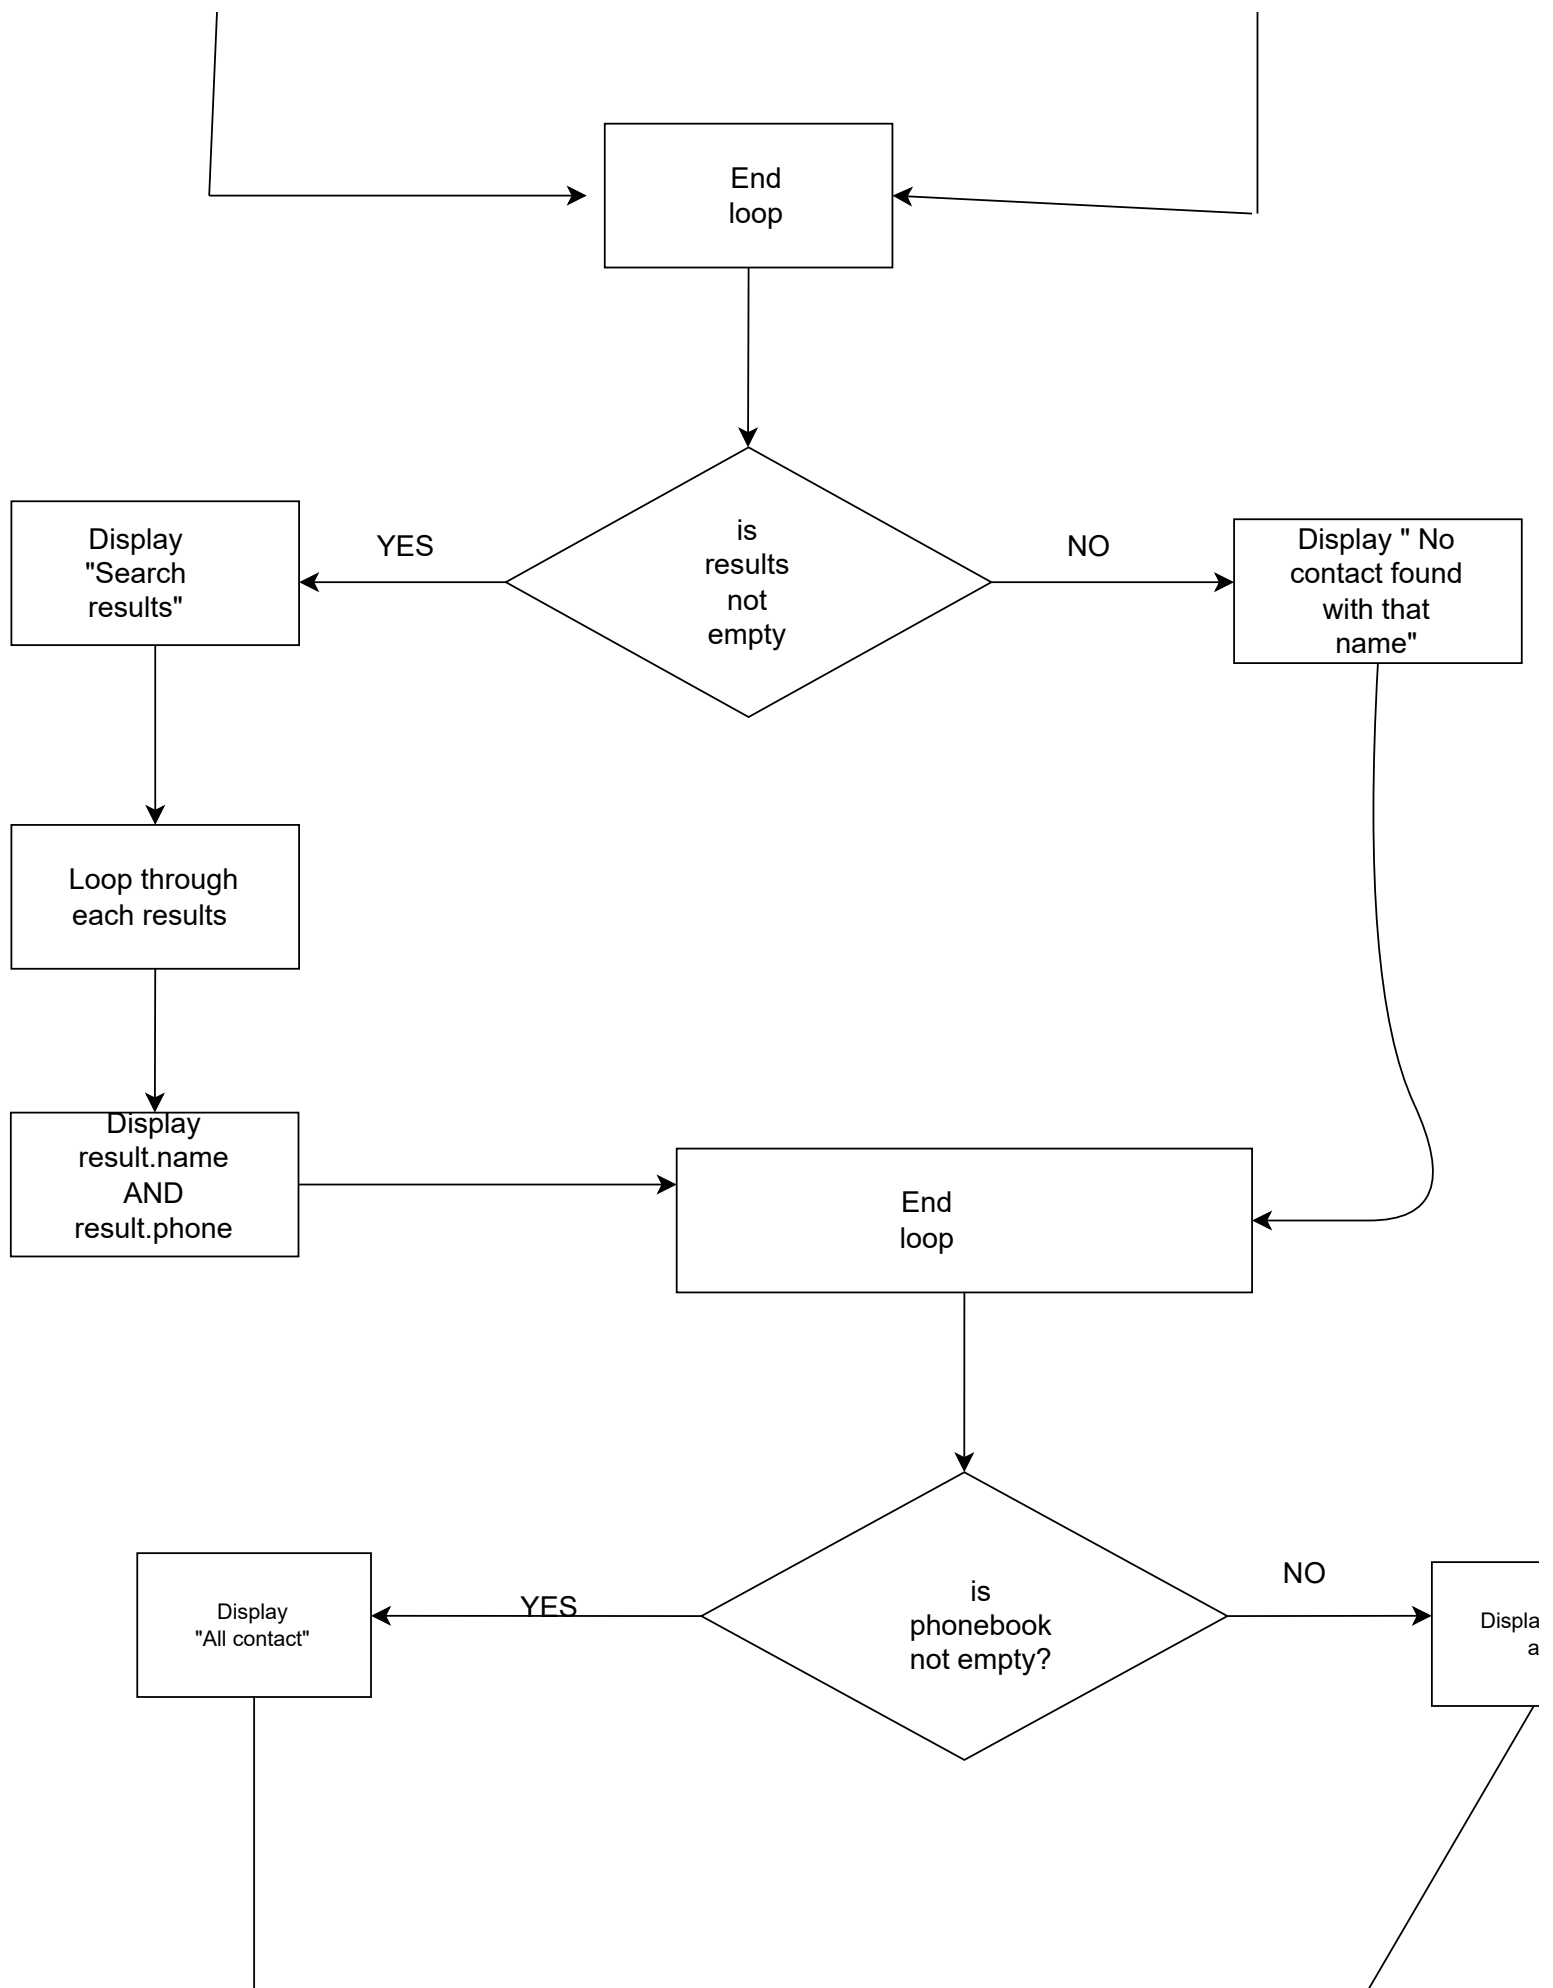 End
loop
is
results
not
empty
YES
NO
Display
"Search
results"
Display " No
contact found
with that
name"
Loop through
each results
Display
result.name
AND
result.phone
End
loop
is
phonebook
not empty?
YES
NO
Display
"All contact"